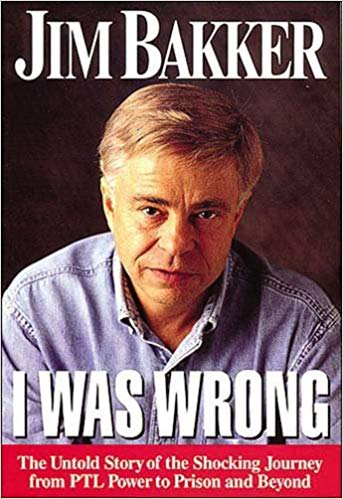 JIM BAKKER
I WAS WRONG
The Untold Story of the Shocking Journey
from PTL Power to Prison and Beyond